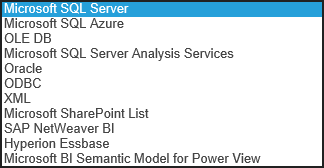 Microsoft SQL Server
Microsoft SQL Azure
OLE DB
Microsoft SQL Server Analysis Services
Oracle
ODBC
XML
Microsoft SharePoint List
SAP NetWeaver BI
Hyperion Essbase
Microsoft BI Semantic Model for Power View